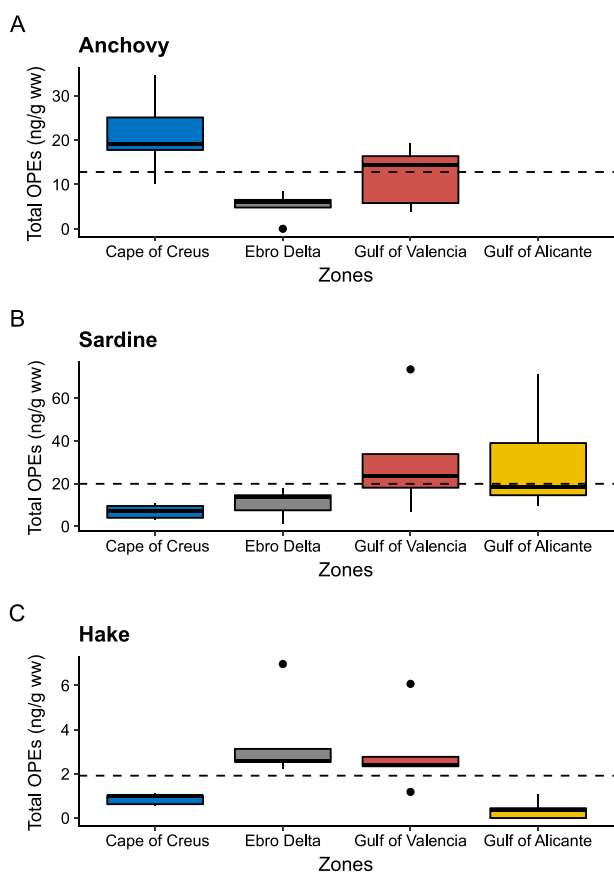 A
Anchovy
Total OPEs (ng/g ww)
30
20
10
0
Cape of Creus Ebro Delta Gulf of Valencia Gulf of Alicante
Zones
B
Sardine
Total OPEs (ng/g ww)
60
40
20
0
Cape of Creus Ebro Delta Gulf of Valencia Gulf of Alicante
Zones
C
Hake
Total OPEs (ng/g ww)
6
4
2
0
Cape of Creus Ebro Delta Gulf of Valencia Gulf of Alicante
Zones